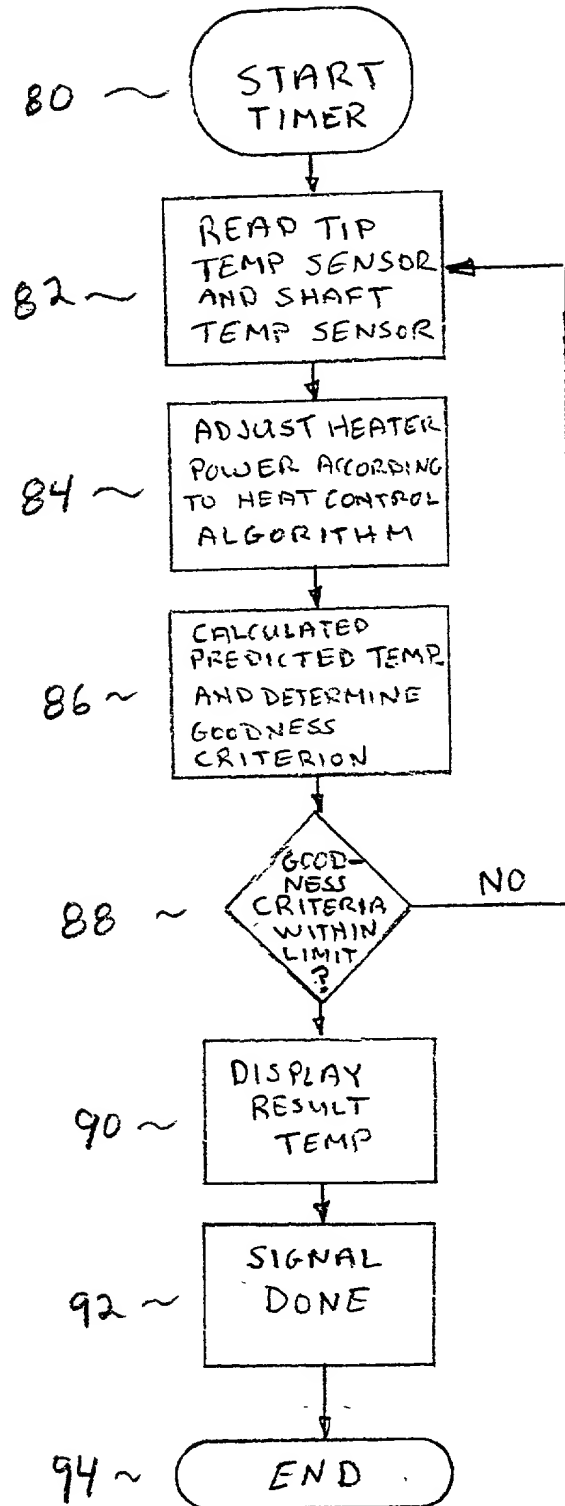 80 ~ START
TIMER
82 ~ READ TIP
TEMP SENSOR
AND SHAFT
TEMP SENSOR
84 ~ ADJUST HEATER
POWER ACCORDING
TO HEAT CONTROL
ALGORITHM
86 ~ CALCULATED
PREDICTED TEMP.
AND DETERMINE
GOODNESS
CRITERION
88 ~ GOOD-
NESS
CRITERIA
WITHIN
LIMIT
?
NO
90 ~ DISPLAY
RESULT
TEMP
92 ~ SIGNAL
DONE
94 ~ END